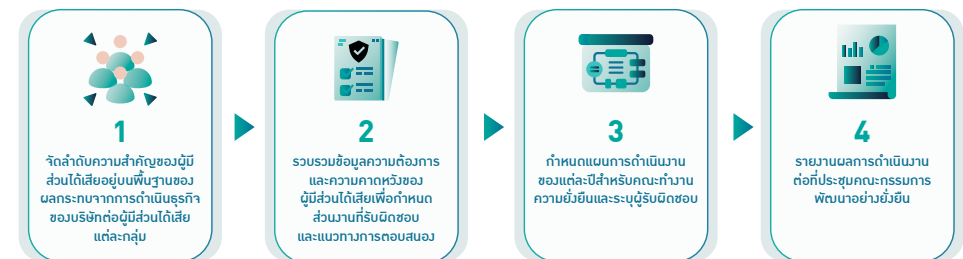 1
จัดลำดับความสำคัญของผู้มี
ส่วนได้เสียอยู่บนพื้นฐานของ
ผลกระทบจากการดำเนินธุรกิจ
ของบริษัทต่อผู้มีส่วนได้เสีย
แต่ละกลุ่ม
2
รวบรวมข้อมูลความต้องการ
และความคาดหวังของ
ผู้มีส่วนได้เสียเพื่อกำหนด
ส่วนงานที่รับผิดชอบ
และแนวทางการตอบสนอง
3
กำหนดแผนการดำเนินงาน
ของแต่ละปีสำหรับคณะทำงาน
ความยั่งยืนและระบุผู้รับผิดชอบ
4
รายงานผลการดำเนินงาน
ต่อที่ประชุมคณะกรรมการ
พัฒนาอย่างยั่งยืน